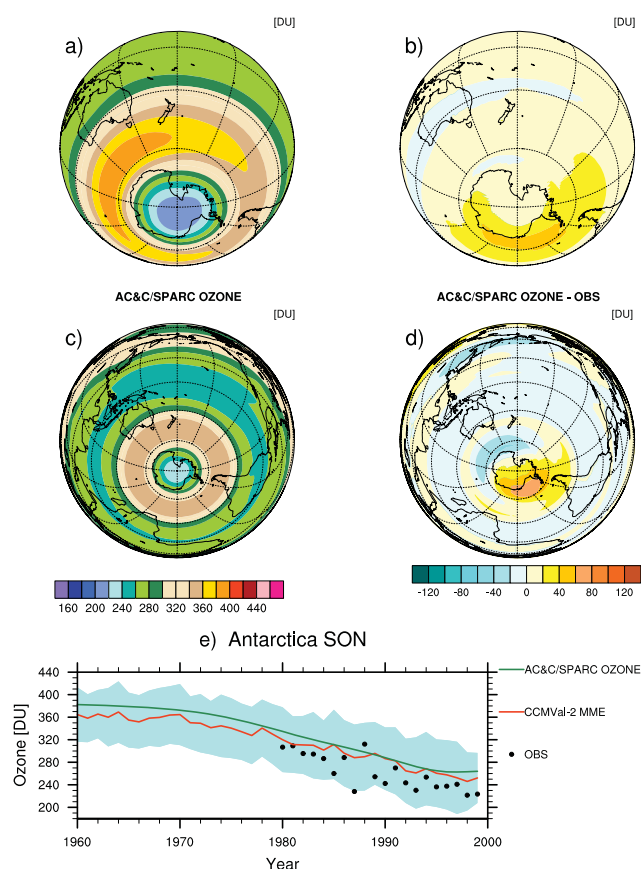 [DU]
[DU]
a)
b)
AC&C/SPARC OZONE
AC&C/SPARC OZONE - OBS
[DU]
[DU]
c)
d)
160 200 240 280 320 360 400 440
-120 -80 -40 0 40 80 120
e) Antarctica SON
440
400
360
320
280
240
200
Ozone [DU]
1960 1970 1980 1990 2000
Year
AC&C/SPARC OZONE
CCMVal-2 MME
OBS